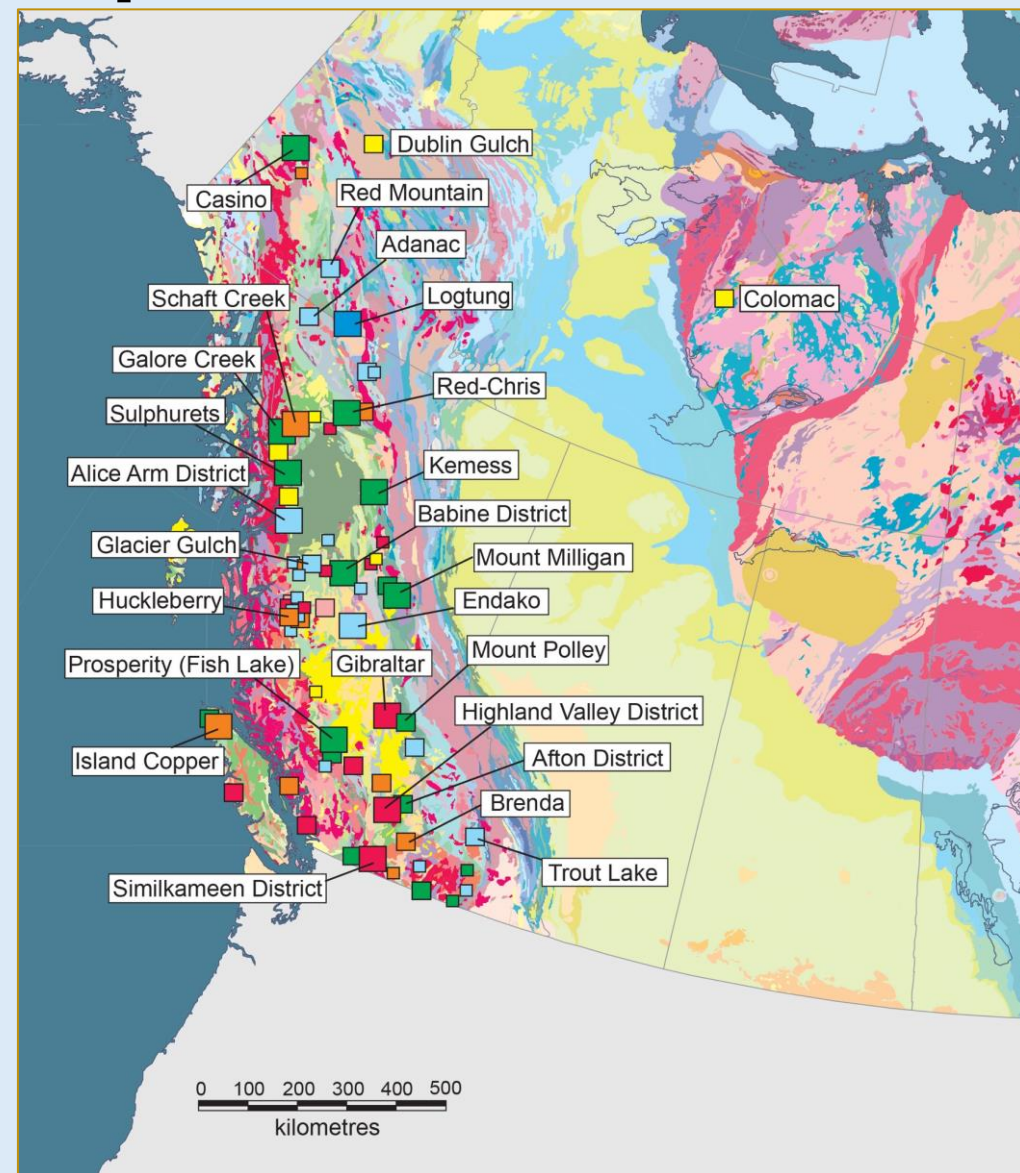 Dublin Gulch
Casino
Red Mountain
Adanac
Schaft Creek
Logtung
Colomac
Galore Creek
Red-Chris
Sulphurets
Alice Arm District
Kemess
Babine District
Glacier Gulch
Mount Milligan
Huckleberry
Endako
Prosperity (Fish Lake)
Gibraltar
Mount Polley
Highland Valley District
Island Copper
Afton District
Brenda
Trout Lake
Similkameen District
0 100 200 300 400 500
kilometres